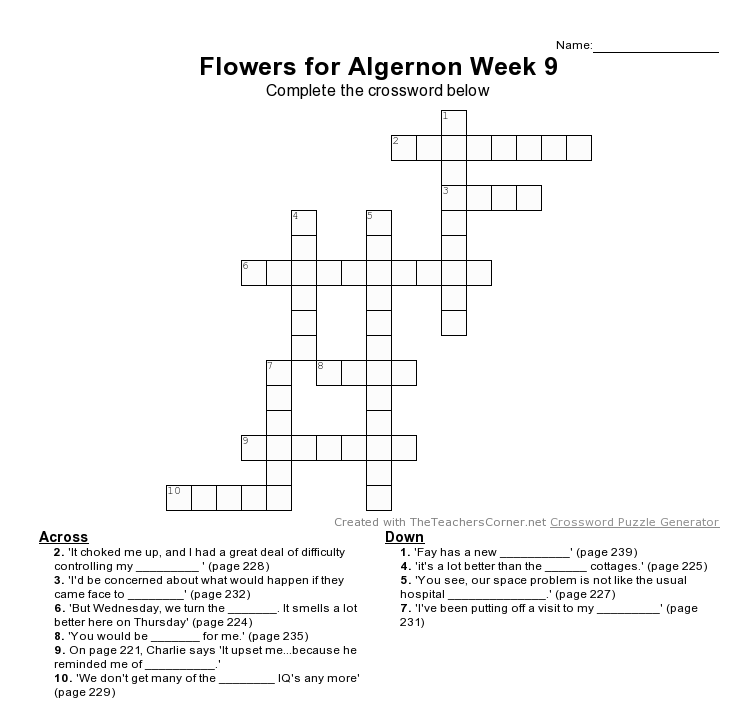 Name:___________________
Flowers for Algernon Week 9
Complete the crossword below
1
2
3
4 5
6
7 8
9
10
Created with TheTeachersCorner.net Crossword Puzzle Generator
Across
2. 'It choked me up, and I had a great deal of difficulty
controlling my __________ ' (page 228)
3. 'I'd be concerned about what would happen if they
came face to _________' (page 232)
6. 'But Wednesday, we turn the ________. It smells a lot
better here on Thursday' (page 224)
8. 'You would be ________ for me.' (page 235)
9. On page 221, Charlie says 'It upset me...because he
reminded me of ___________.'
10. 'We don't get many of the _________ IQ's any more'
(page 229)
Down
1. 'Fay has a new ___________' (page 239)
4. 'it's a lot better than the _______ cottages.' (page 225)
5. 'You see, our space problem is not like the usual
hospital ________________.' (page 227)
7. 'I've been putting off a visit to my __________' (page
231)